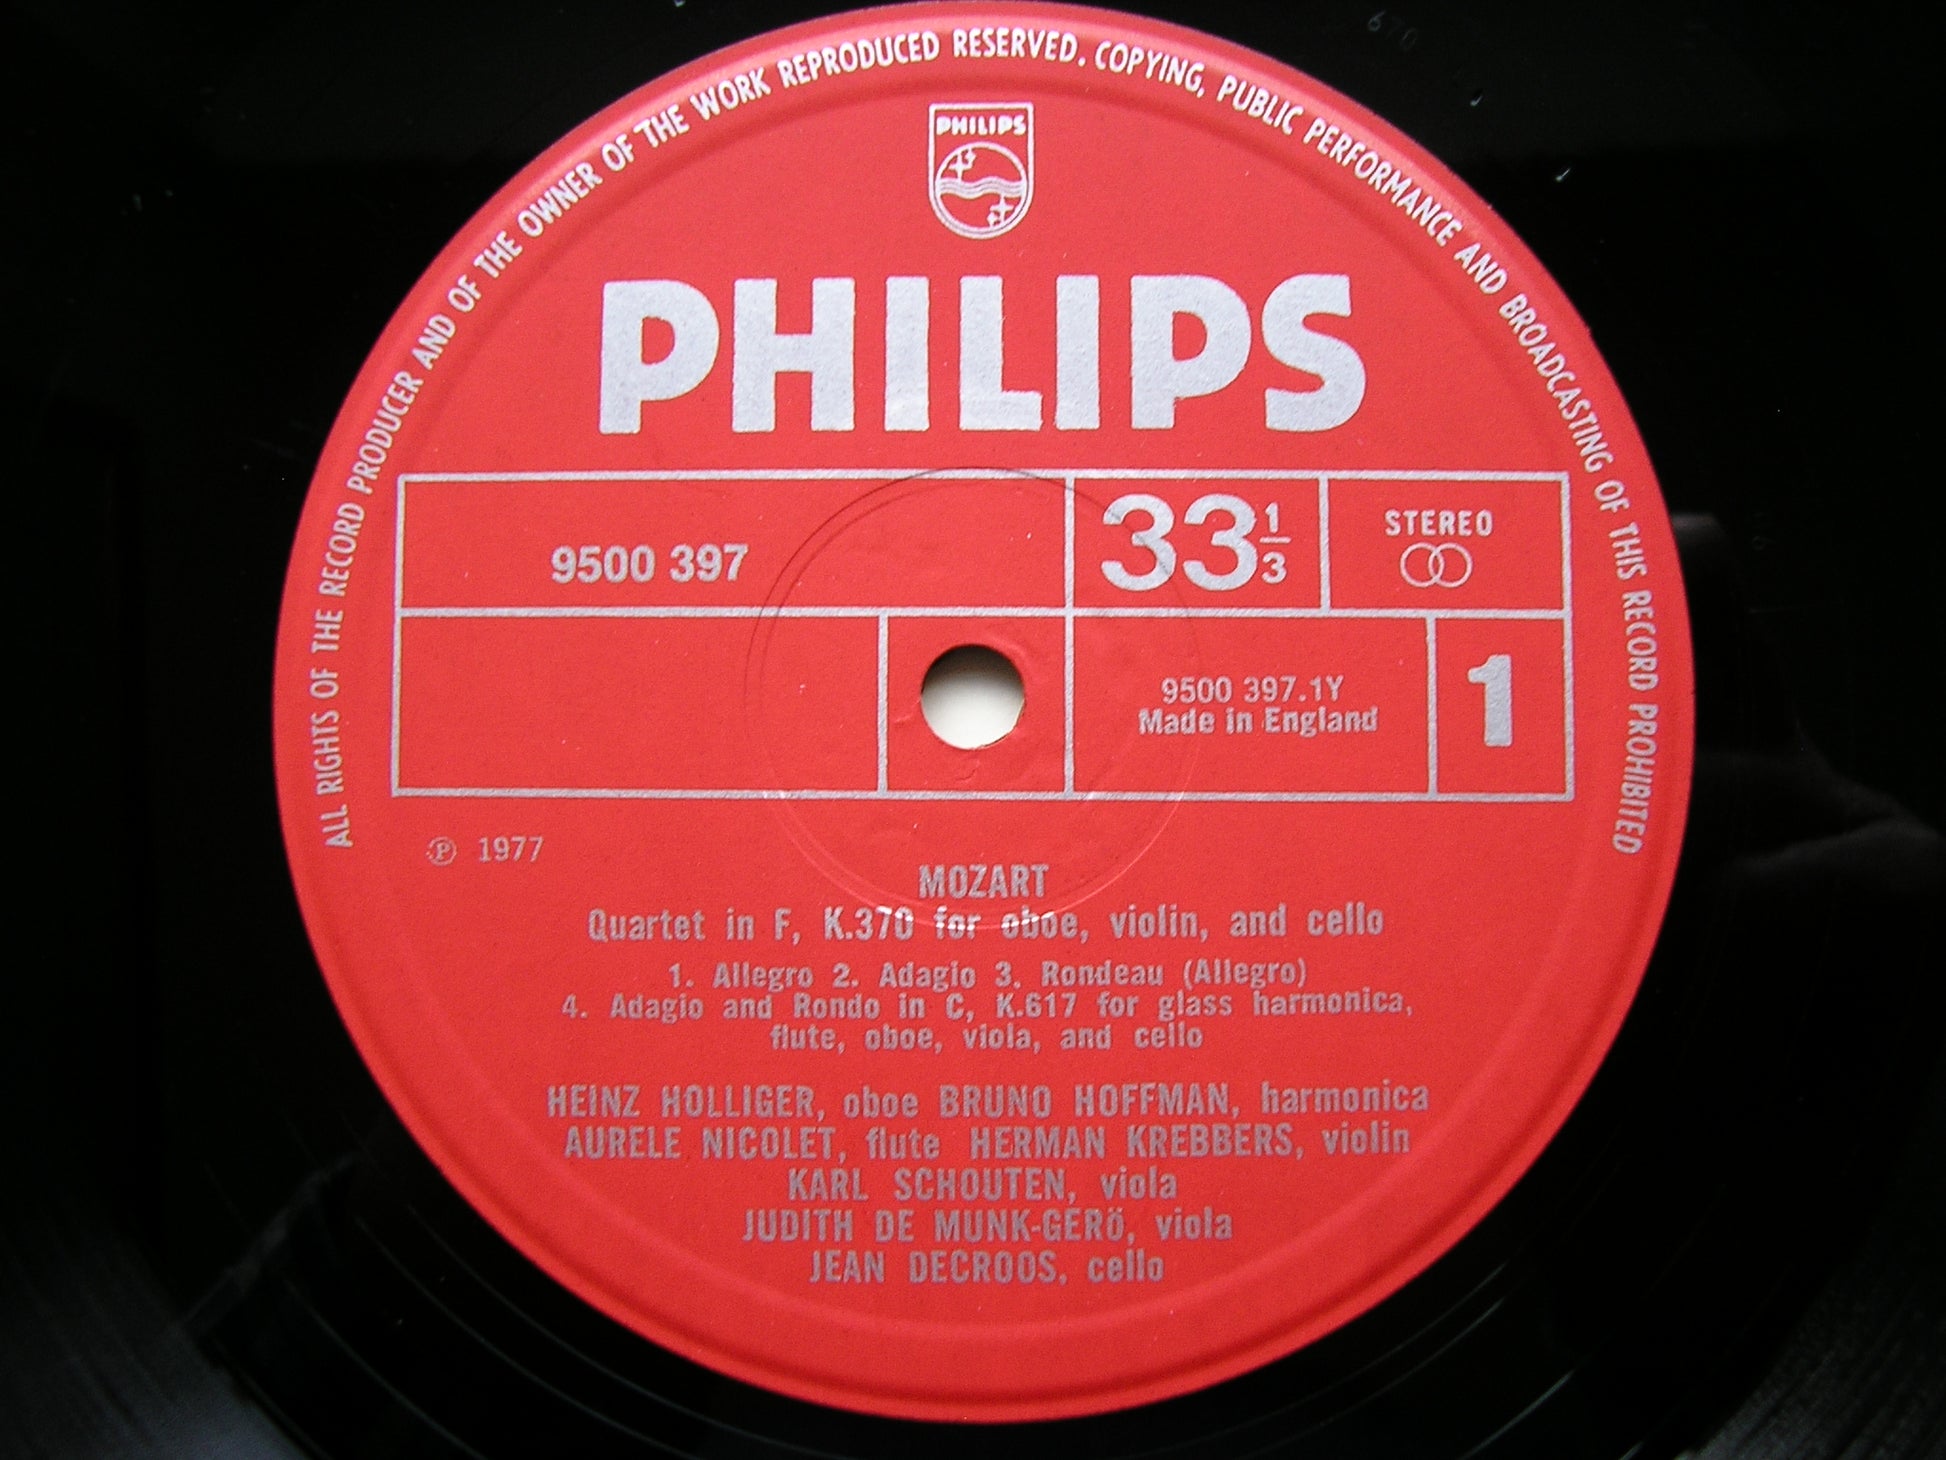 ALL RIGHTS OF THE RECORD PRODUCER AND OF THE OWNER OF THE WORK REPRODUCED RESERVED. COPYING, PUBLIC PERFORMANCE AND BROADCASTING OF THIS RECORD PROHIBITED
PHILIPS
PHILIPS
9500 397
33 1/3
STEREO
9500 397.1Y
Made in England
1
℗ 1977
MOZART
Quartet in F, K.370 for oboe, violin, and cello
1. Allegro 2. Adagio 3. Rondeau (Allegro)
4. Adagio and Rondo in C, K.617 for glass harmonica,
flute, oboe, viola, and cello
HEINZ HOLLIGER, oboe BRUNO HOFFMAN, harmonica
AURELE NICOLET, flute HERMAN KREBBERS, violin
KARL SCHOUTEN, viola
JUDITH DE MUNK-GERÖ, viola
JEAN DECROOS, cello